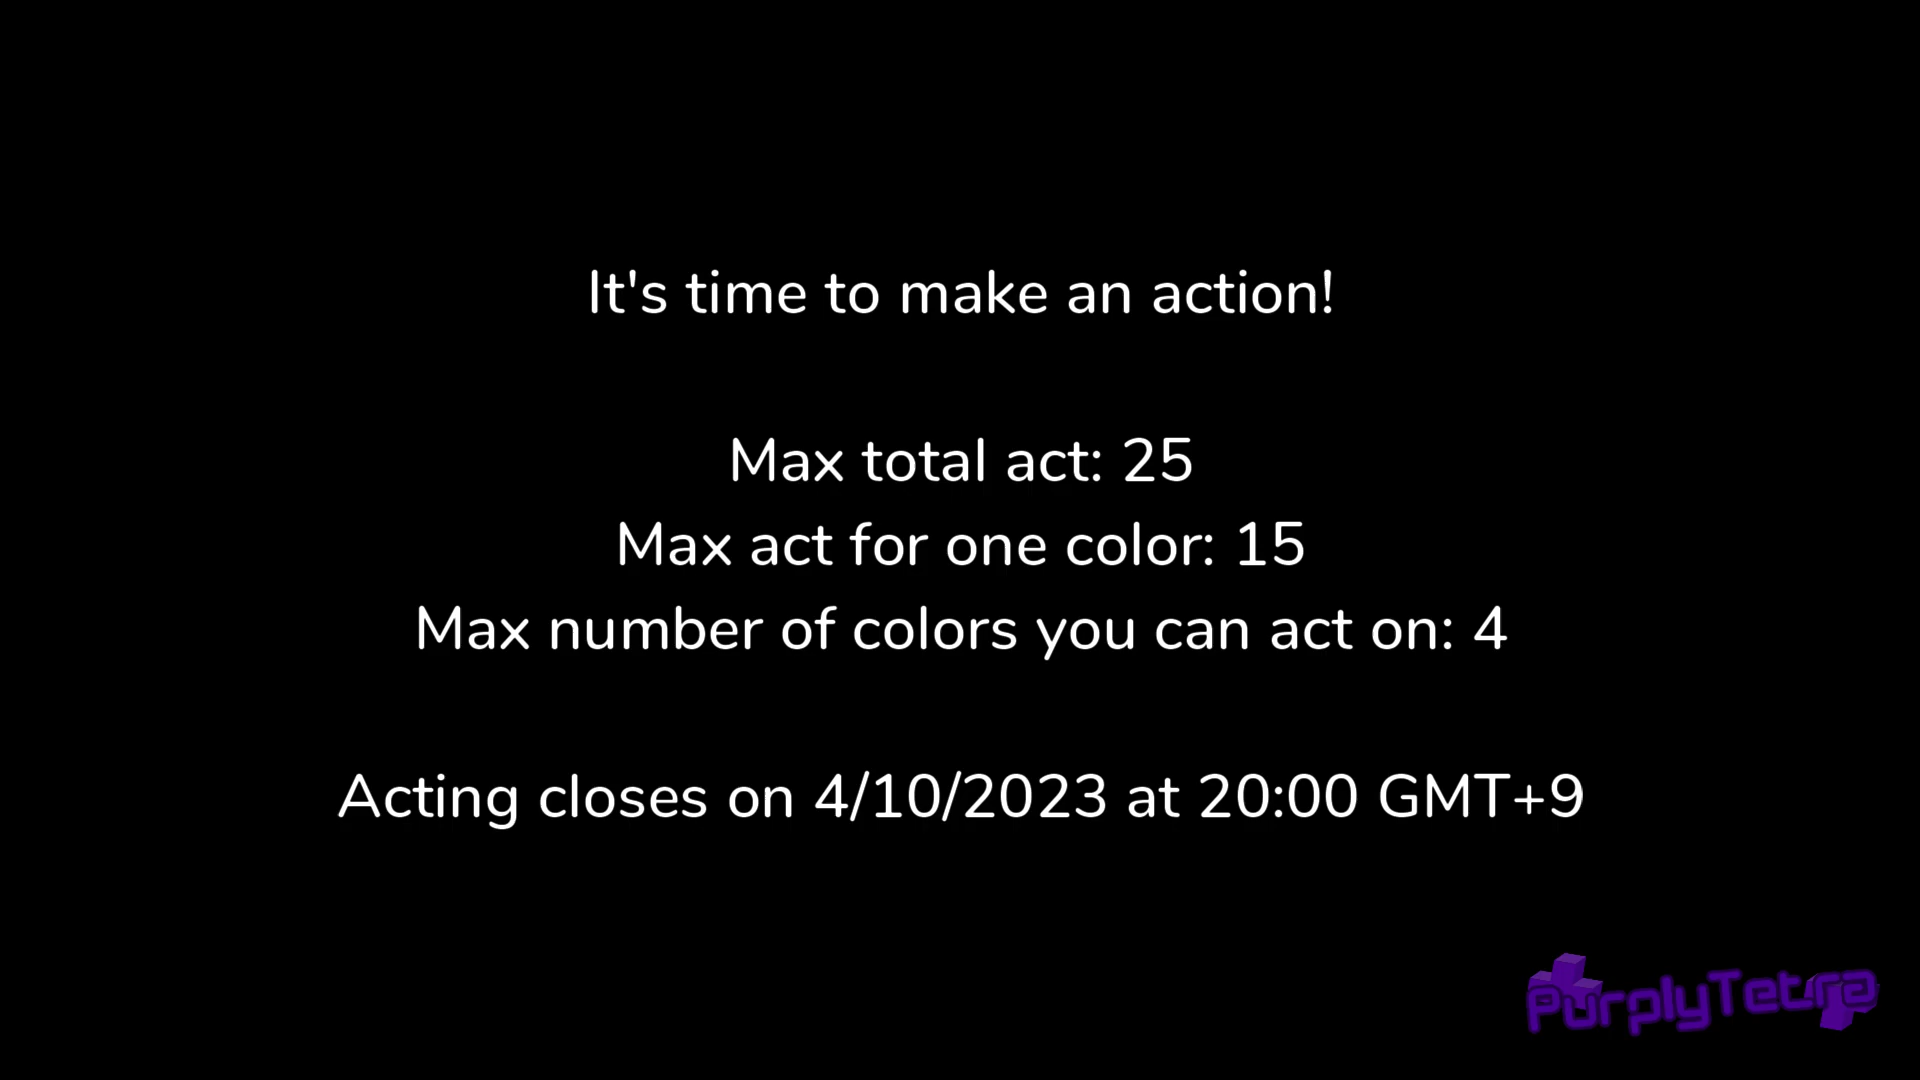 It's time to make an action!
Max total act: 25
Max act for one color: 15
Max number of colors you can act on: 4
Acting closes on 4/10/2023 at 20:00 GMT+9
PurplyTetra